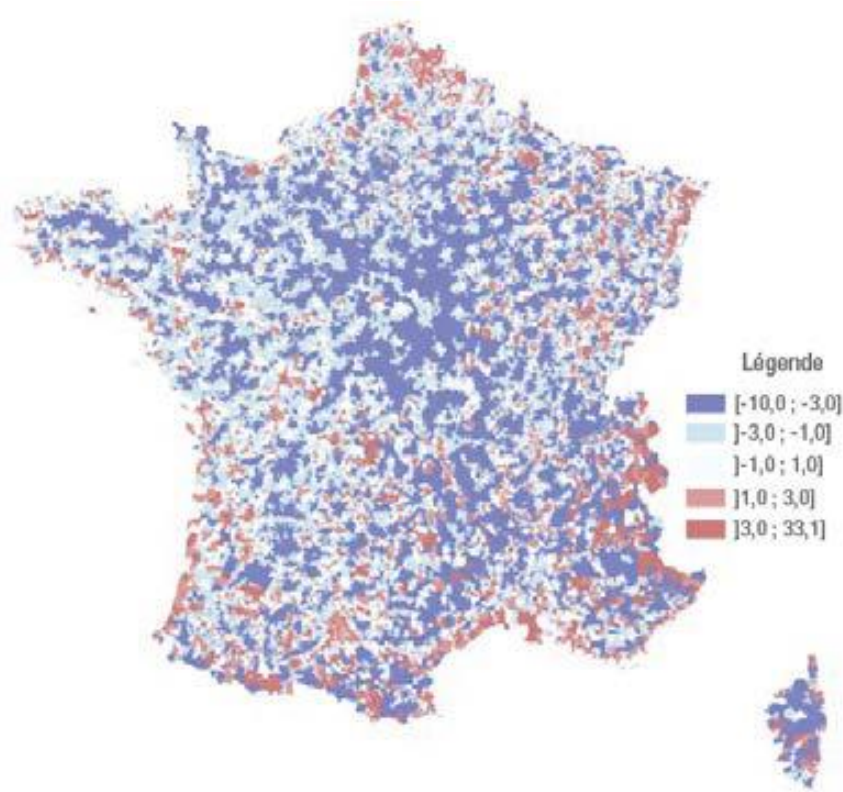 Légende
[-10,0 ; -3,0]
]-3,0 ; -1,0]
]-1,0 ; 1,0]
]1,0 ; 3,0]
]3,0 ; 33,1]